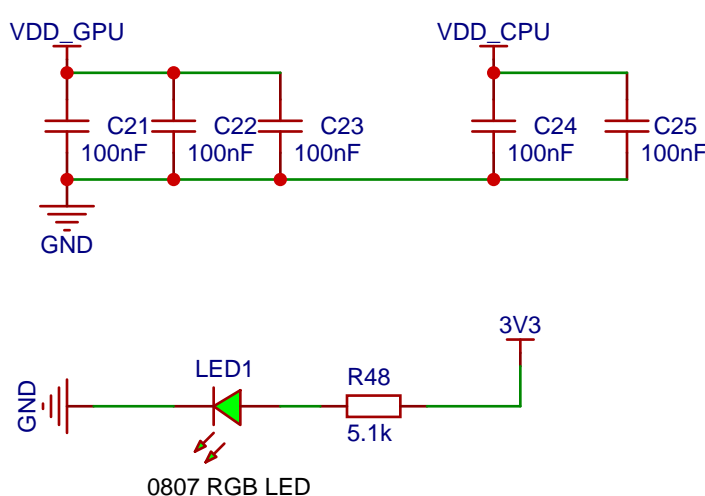 VDD_GPU
VDD_CPU
C21
C22
C23
C24
C25
100nF
100nF
100nF
100nF
100nF
GND
3V3
LED1
R48
GND
5.1k
0807 RGB LED